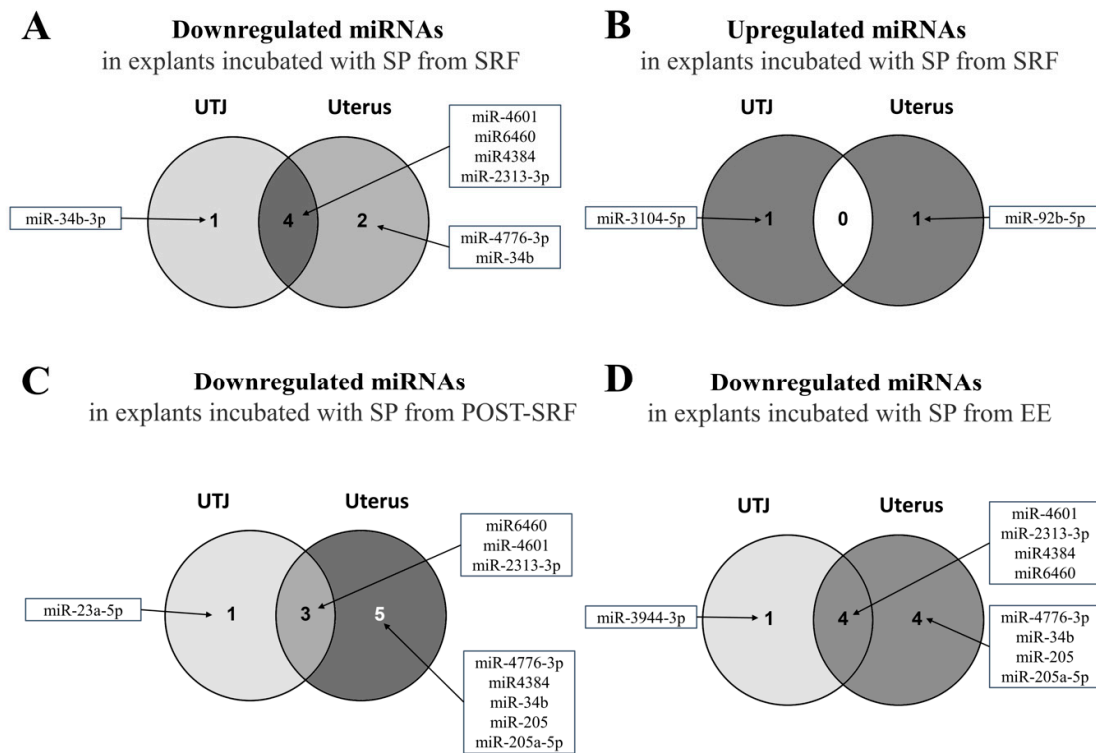 A
Downregulated miRNAs
in explants incubated with SP from SRF
UTJ
Uterus
miR-4601
miR6460
miR4384
miR-2313-3p
miR-34b-3p
1
4
2
miR-4776-3p
miR-34b
B
Upregulated miRNAs
in explants incubated with SP from SRF
UTJ
Uterus
miR-3104-5p
1
0
1
miR-92b-5p
C
Downregulated miRNAs
in explants incubated with SP from POST-SRF
UTJ
Uterus
miR6460
miR-4601
miR-2313-3p
miR-23a-5p
1
3
5
miR-4776-3p
miR4384
miR-34b
miR-205
miR-205a-5p
D
Downregulated miRNAs
in explants incubated with SP from EE
UTJ
Uterus
miR-4601
miR-2313-3p
miR4384
miR6460
miR-3944-3p
1
4
4
miR-4776-3p
miR-34b
miR-205
miR-205a-5p